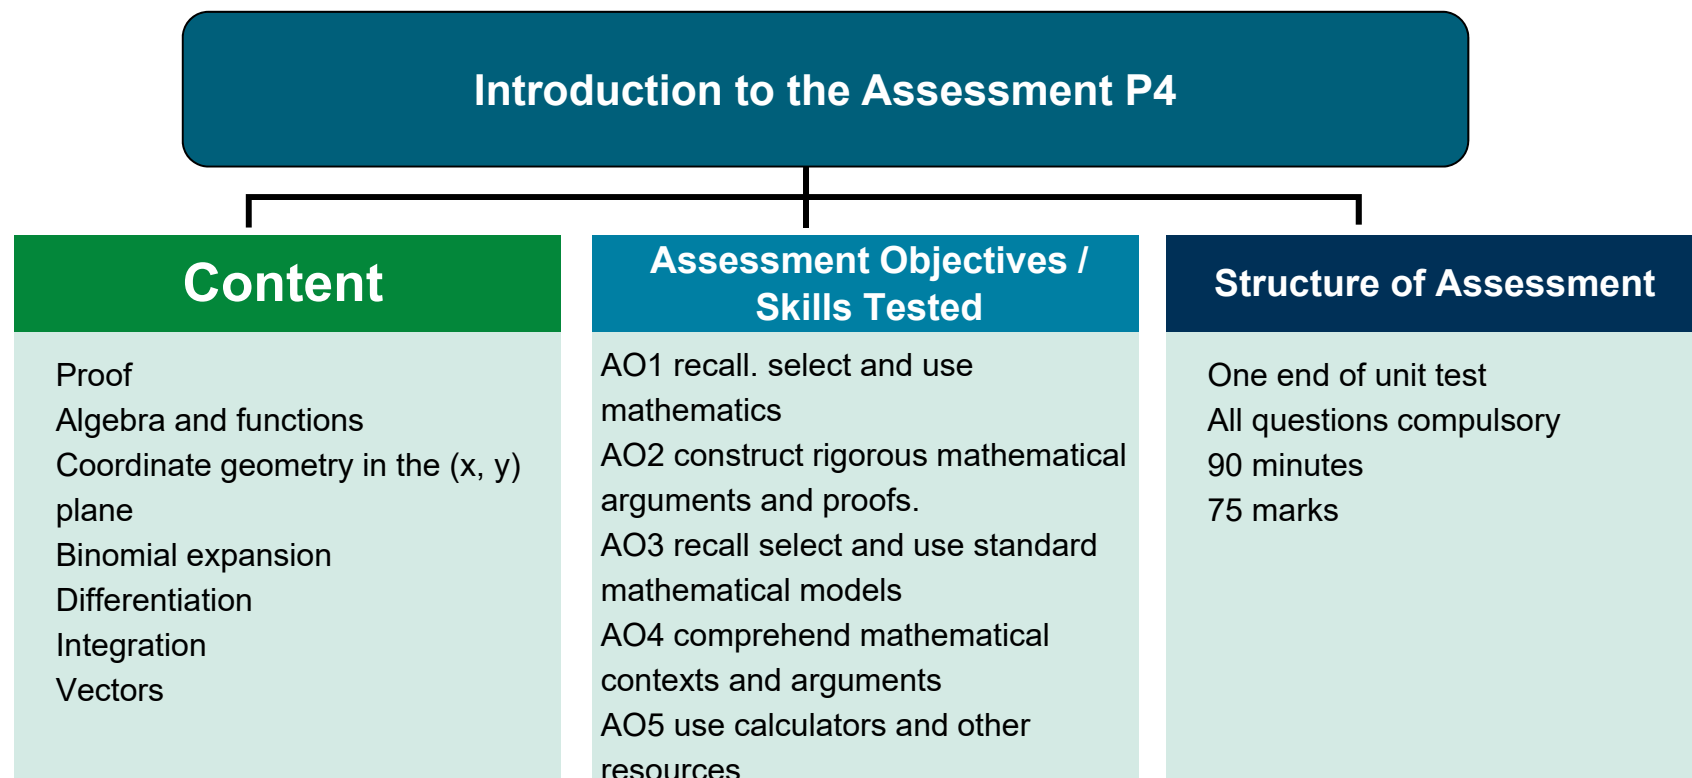 Introduction to the Assessment P4
Content
Proof
Algebra and functions
Coordinate geometry in the (x, y)
plane
Binomial expansion
Differentiation
Integration
Vectors
Assessment Objectives /
Skills Tested
AO1 recall. select and use
mathematics
AO2 construct rigorous mathematical
arguments and proofs.
AO3 recall select and use standard
mathematical models
AO4 comprehend mathematical
contexts and arguments
AO5 use calculators and other
resources
Structure of Assessment
One end of unit test
All questions compulsory
90 minutes
75 marks